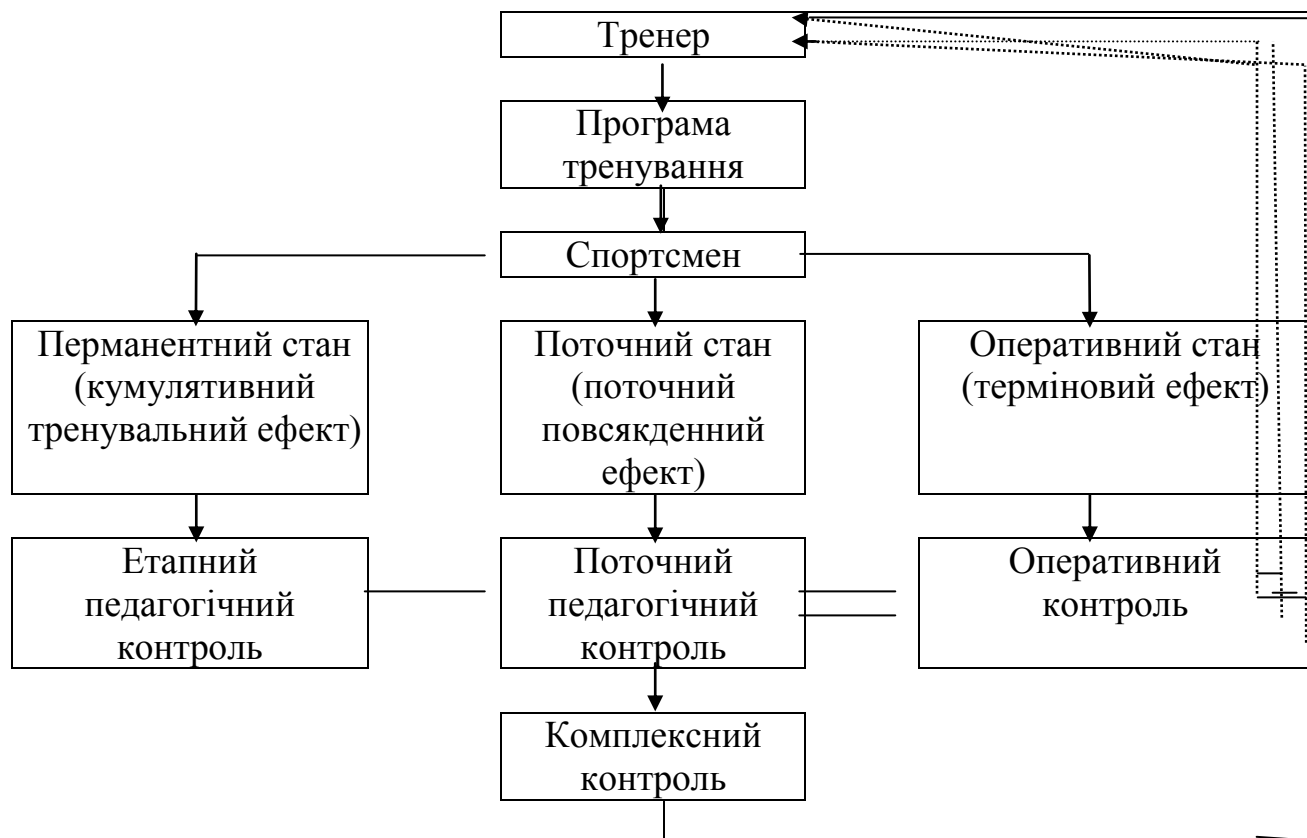 Тренер
Програма
тренування
Спортсмен
Перманентний стан
(кумулятивний
тренувальний ефект)
Поточний стан
(поточний
повсякденний
ефект)
Оперативний стан
(терміновий ефект)
Етапний
педагогічний
контроль
Поточний
педагогічний
контроль
Оперативний
контроль
Комплексний
контроль